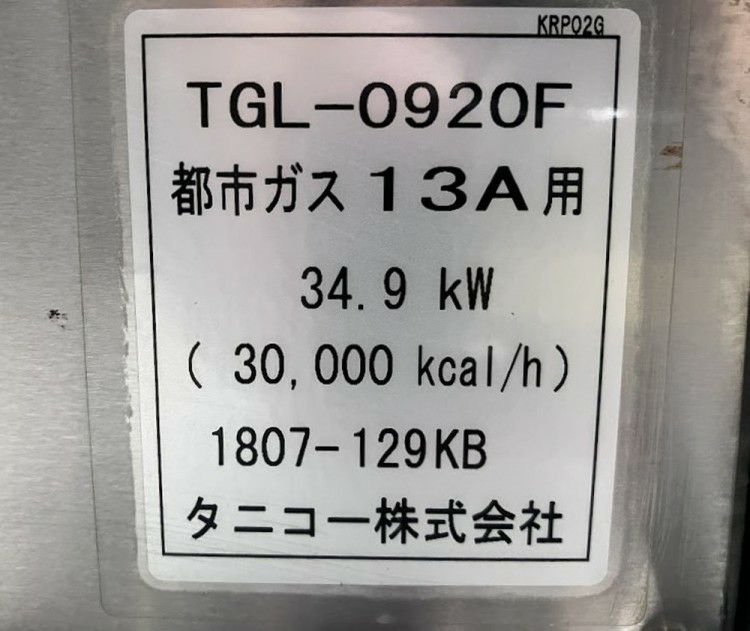 KRP02G
TGL-0920F
都市ガス 13A用
34.9 kW
( 30,000 kcal/h )
1807-129KB
タニコー株式会社